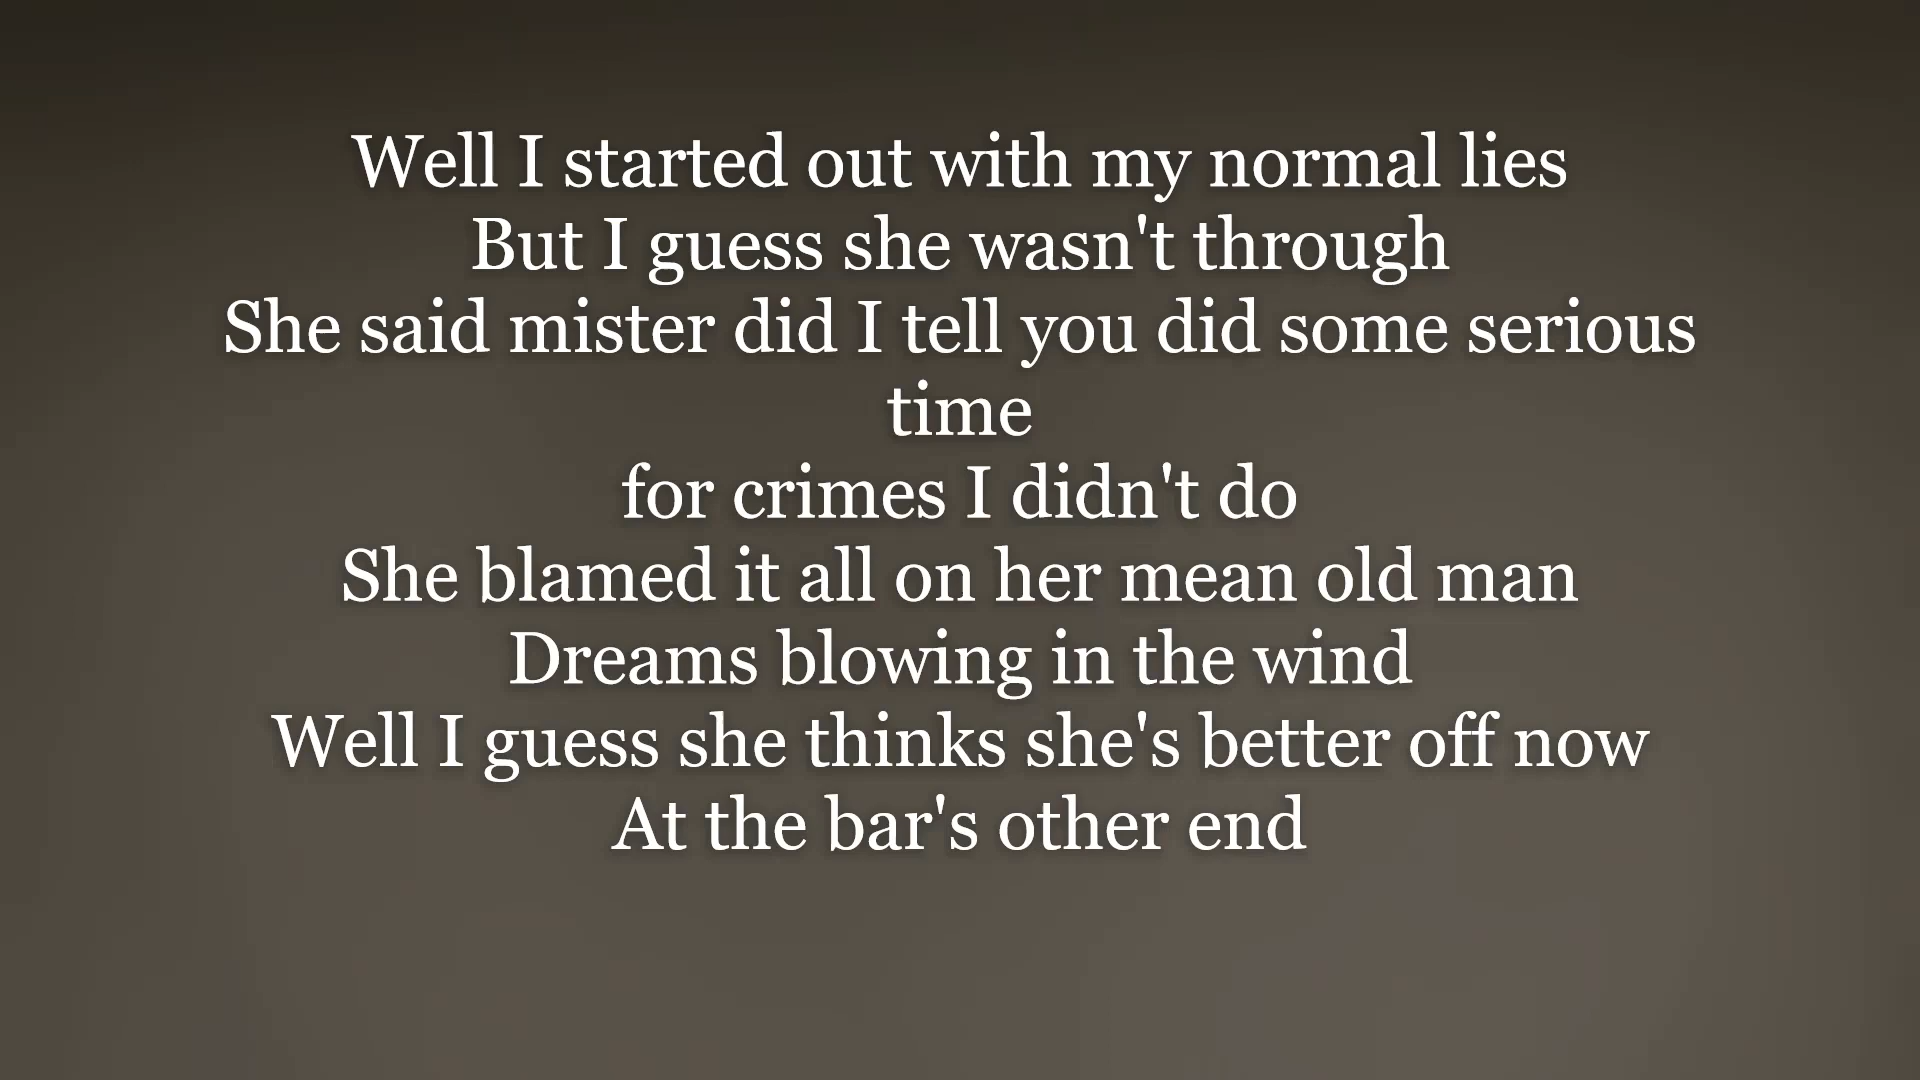 Well I started out with my normal lies
But I guess she wasn't through
She said mister did I tell you did some serious
time
for crimes I didn't do
She blamed it all on her mean old man
Dreams blowing in the wind
Well I guess she thinks she's better off now
At the bar's other end